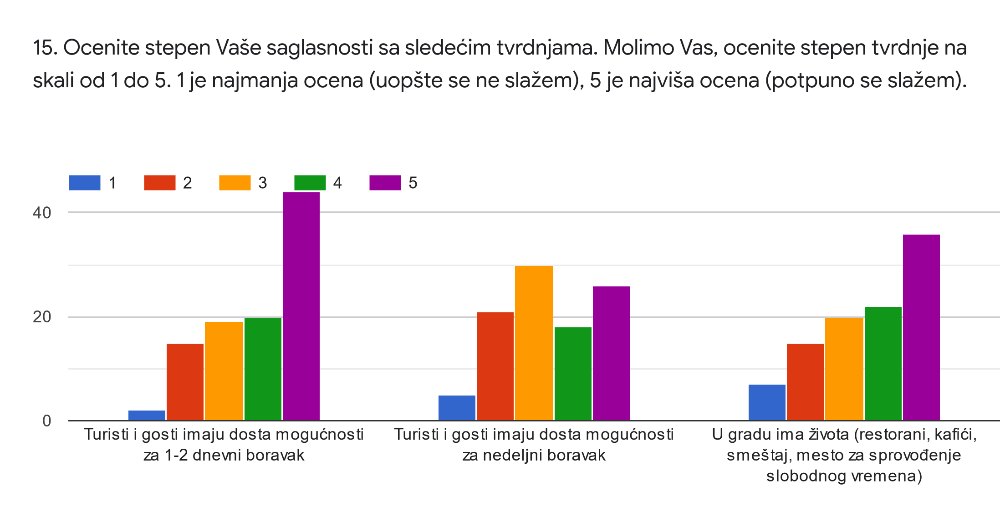 15. Ocenite stepen Vaše saglasnosti sa sledećim tvrdnjama. Molimo Vas, ocenite stepen tvrdnje na
skali od 1 do 5. 1 je najmanja ocena (uopšte se ne slažem), 5 je najviša ocena (potpuno se slažem).
1 2 3 4 5
40
20
0
Turisti i gosti imaju dosta mogućnosti
za 1-2 dnevni boravak
Turisti i gosti imaju dosta mogućnosti
za nedeljni boravak
U gradu ima života (restorani, kafići,
smeštaj, mesto za sprovođenje
slobodnog vremena)